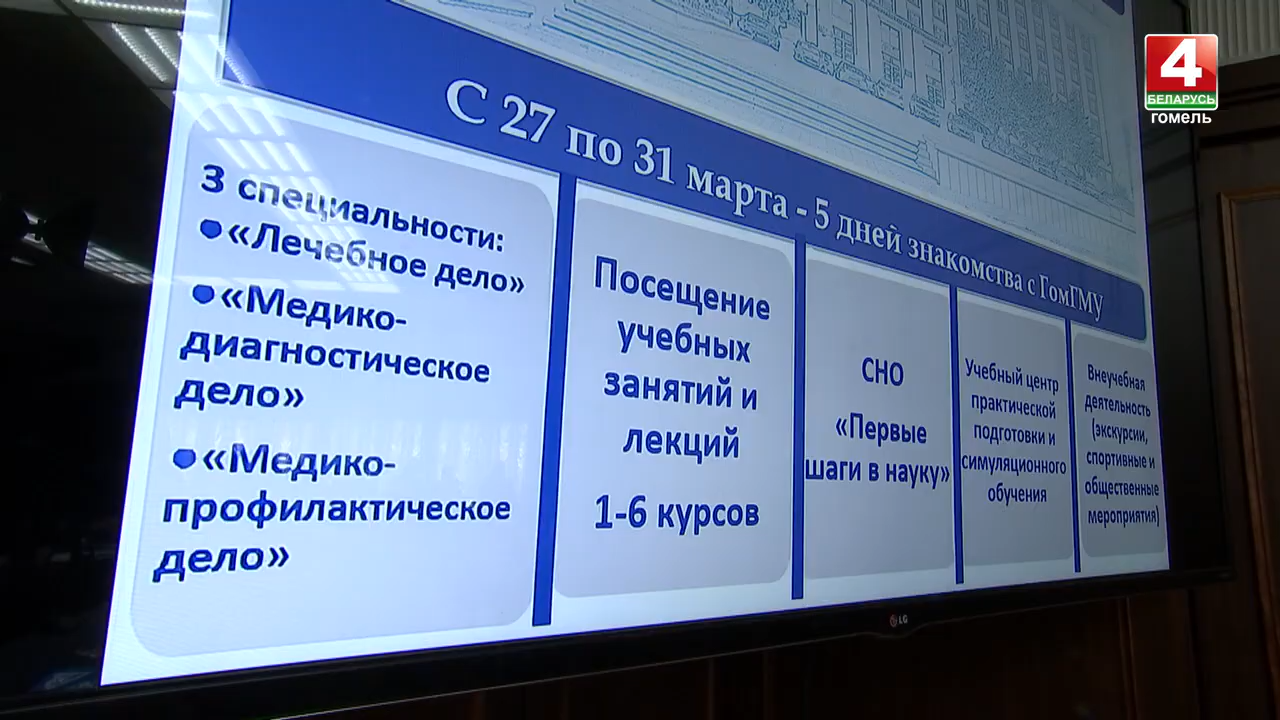 4
БЕЛАРУСЬ
гомель
С 27 по 31 марта - 5 дней знакомства с ГомГМУ
3 специальности:
«Лечебное дело»
«Медико-
диагностическое
дело»
«Медико-
профилактическое
дело»
Посещение
учебных
занятий и
лекций
1-6 курсов
СНО
«Первые
шаги в науку»
Учебный центр
практической
подготовки и
симуляционного
обучения
Внеучебная
деятельность
(экскурсии,
спортивные и
общественные
мероприятия)
LG